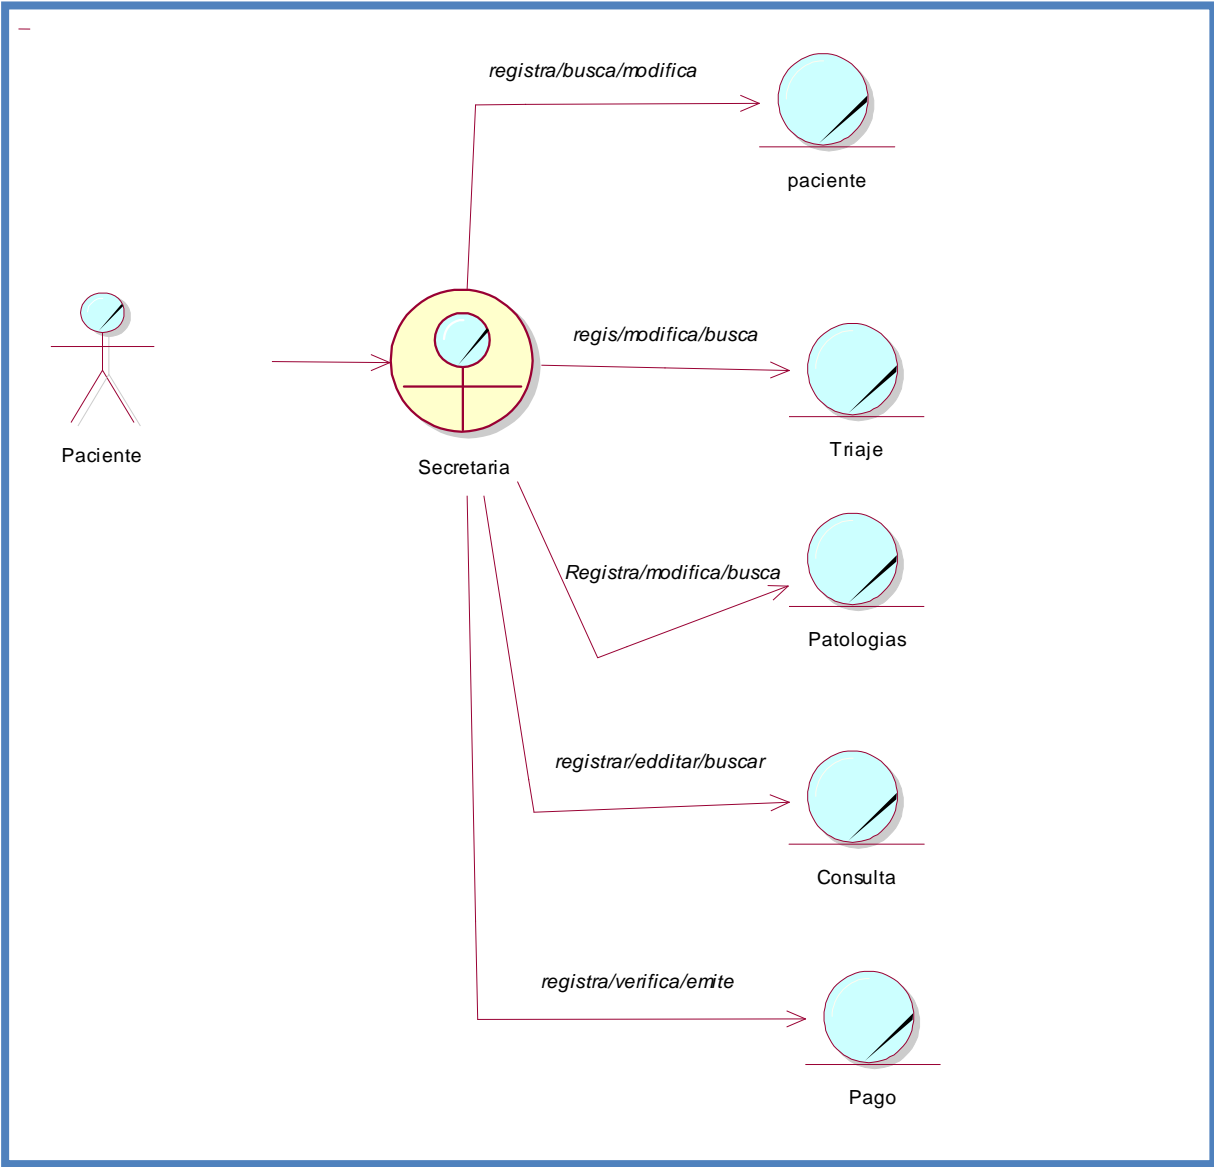 registra/busca/modifica
paciente
regis/modifica/busca
Triaje
Paciente
Secretaria
Registra/modifica/busca
Patologias
registrar/edditar/buscar
Consulta
registra/verifica/emite
Pago